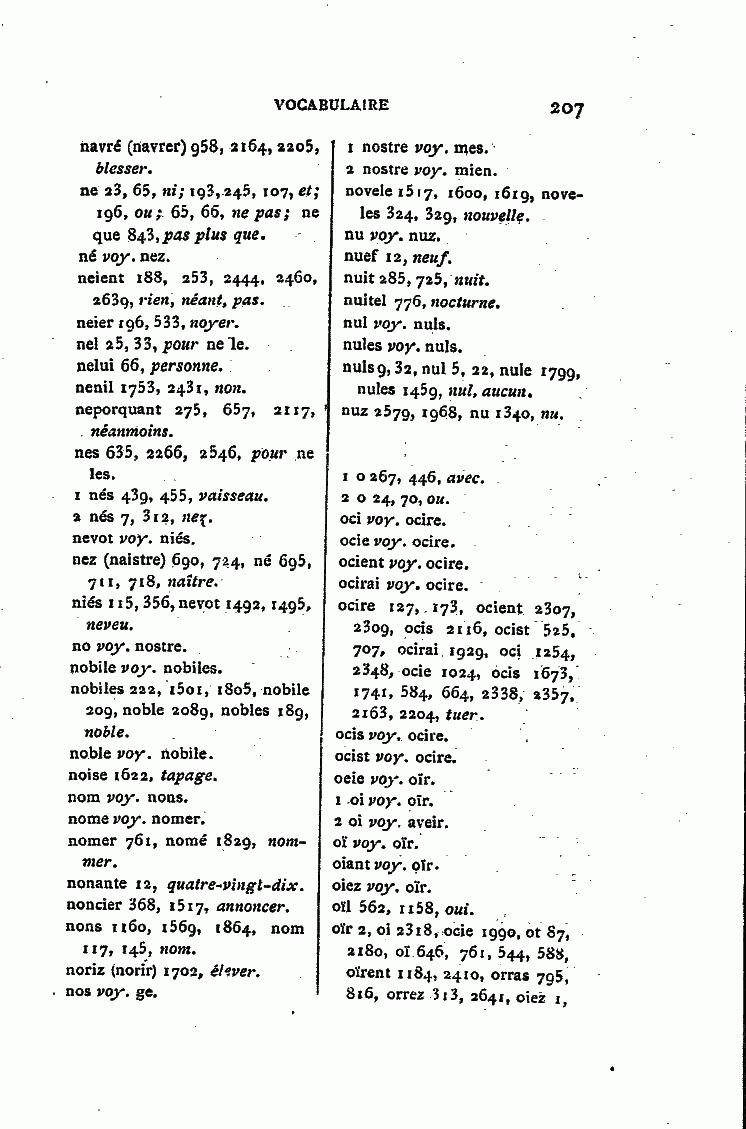 VOCABULAIRE 207
navré (navrer) 958, 2164, 2205,
blesser.
ne 23, 65, ni; 193, 245, 107, et;
196, ou; 65, 66, ne pas; ne
que 843, pas plus que.
né voy. nez.
neient 188, 253, 2444, 2460,
2639, rien, néant, pas.
neier 196, 533, noyer.
nel 25, 33, pour ne le.
nelui 66, personne.
nenil 1753, 2431, non.
neporquant 275, 657, 2117,
néanmoins.
nes 635, 2266, 2546, pour ne
les.
1 nés 439, 455, vaisseau.
2 nés 7, 312, nez.
nevot voy. niés.
nez (naistre) 690, 724, né 695,
711, 718, naître.
niés 115, 356, nevot 1492, 1495,
neveu.
no voy. nostre.
nobile voy. nobiles.
nobiles 222, 1501, 1805, nobile
209, noble 2089, nobles 189,
noble.
noble voy. nobile.
noise 1622, tapage.
nom voy. nons.
nome voy. nomer.
nomer 761, nomé 1829, nom-
mer.
nonante 12, quatre-vingt-dix.
noncier 368, 1517, annoncer.
nons 1160, 1569, 1864, nom
117, 145, nom.
noriz (norir) 1702, élever.
nos voy. ge.
1 nostre voy. mes.
2 nostre voy. mien.
novele 1517, 1600, 1619, nove-
les 324, 329, nouvelle.
nu voy. nuz.
nuef 12, neuf.
nuit 285, 725, nuit.
nuitel 776, nocturne.
nul voy. nuls.
nules voy. nuls.
nuls 9, 32, nul 5, 22, nule 1799,
nules 1459, nul, aucun.
nuz 2579, 1968, nu 1340, nu.
1 o 267, 446, avec.
2 o 24, 70, ou.
oci voy. ocire.
ocie voy. ocire.
ocient voy. ocire.
ocirai voy. ocire.
ocire 127, 173, ocient 2307,
2309, ocis 2116, ocist 525,
707, ocirai 1929, oci 1254,
2348, ocie 1024, ocis 1673,
1741, 584, 664, 2338, 2357,
2163, 2204, tuer.
ocis voy. ocire.
ocist voy. ocire.
oeie voy. oïr.
1 oi voy. oïr.
2 oi voy. aveir.
oï voy. oïr.
oiant voy. oïr.
oiez voy. oïr.
oïl 562, 1158, oui.
oïr 2, oi 2318, ocie 1990, ot 87,
2180, oï 646, 761, 544, 588,
oïrent 1184, 2410, orras 795,
816, orrez 313, 2641, oiez 1,